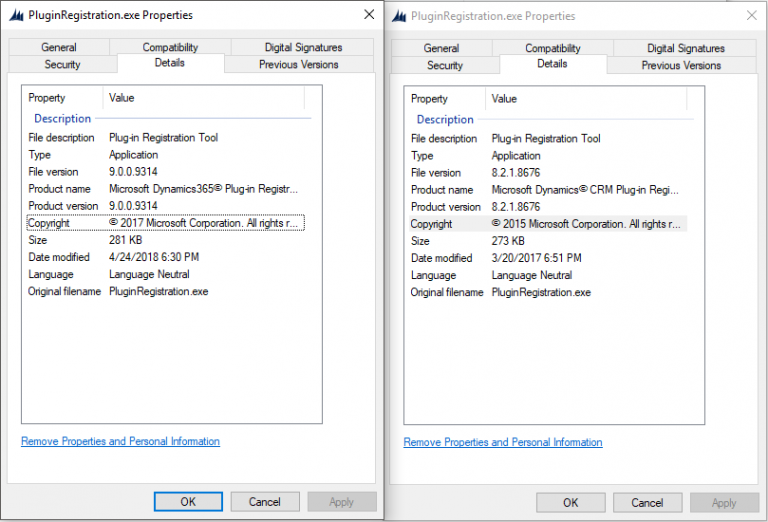 PluginRegistration.exe Properties
General Compatibility Digital Signatures
Security Details Previous Versions
Property Value
Description
File description Plug-in Registration Tool
Type Application
File version 9.0.0.9314
Product name Microsoft Dynamics365® Plug-in Registr...
Product version 9.0.0.9314
Copyright © 2017 Microsoft Corporation. All rights r...
Size 281 KB
Date modified 4/24/2018 6:30 PM
Language Language Neutral
Original filename PluginRegistration.exe
Remove Properties and Personal Information
OK Cancel Apply
PluginRegistration.exe Properties
General Compatibility Digital Signatures
Security Details Previous Versions
Property Value
Description
File description Plug-in Registration Tool
Type Application
File version 8.2.1.8676
Product name Microsoft Dynamics® CRM Plug-in Regi...
Product version 8.2.1.8676
Copyright © 2015 Microsoft Corporation. All rights r...
Size 273 KB
Date modified 3/20/2017 6:51 PM
Language Language Neutral
Original filename PluginRegistration.exe
Remove Properties and Personal Information
OK Cancel Apply